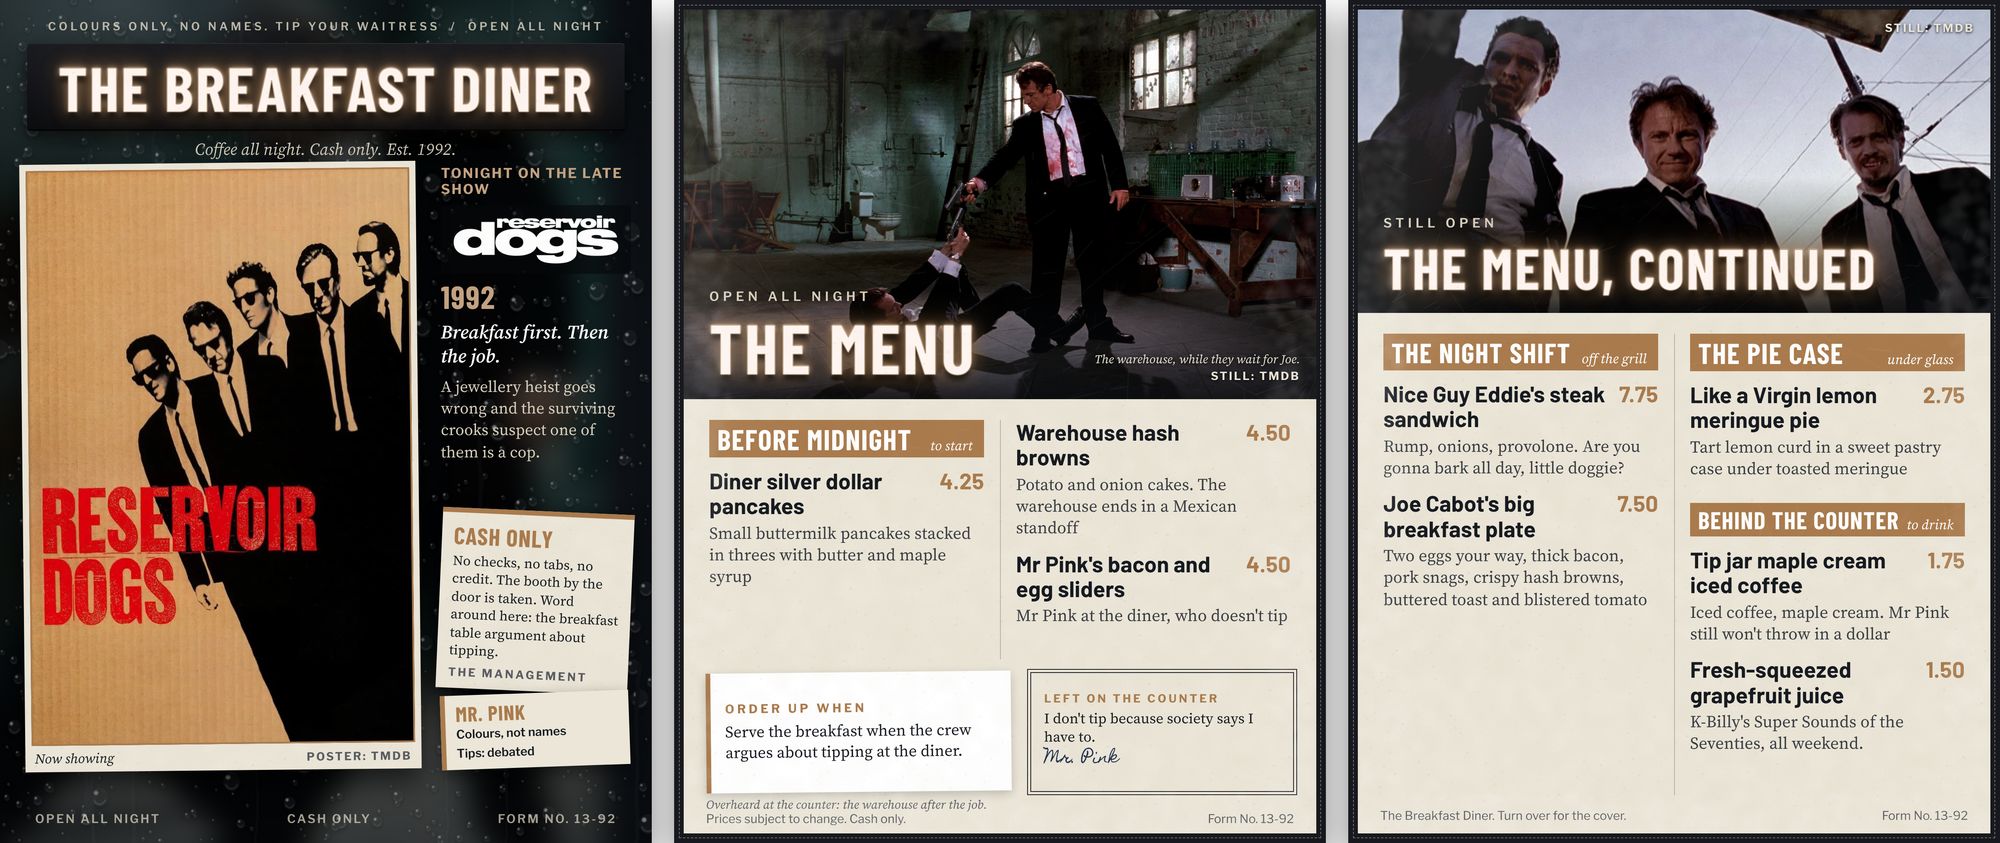 COLOURS ONLY, NO NAMES. TIP YOUR WAITRESS / OPEN ALL NIGHT
THE BREAKFAST DINER
Coffee all night. Cash only. Est. 1992.
TONIGHT ON THE LATE
SHOW
reservoir
dogs
1992
Breakfast first. Then
the job.
A jewellery heist goes
wrong and the surviving
crooks suspect one of
them is a cop.
RESERVOIR
DOGS
Now showing
POSTER: TMDB
CASH ONLY
No checks, no tabs, no
credit. The booth by the
door is taken. Word
around here: the breakfast
table argument about
tipping.
THE MANAGEMENT
MR. PINK
Colours, not names
Tips: debated
OPEN ALL NIGHT
CASH ONLY
FORM NO. 13-92
OPEN ALL NIGHT
THE MENU
The warehouse, while they wait for Joe.
STILL: TMDB
BEFORE MIDNIGHT to start
Diner silver dollar 4.25
pancakes
Small buttermilk pancakes stacked
in threes with butter and maple
syrup
Warehouse hash 4.50
browns
Potato and onion cakes. The
warehouse ends in a Mexican
standoff
Mr Pink's bacon and 4.50
egg sliders
Mr Pink at the diner, who doesn't tip
ORDER UP WHEN
Serve the breakfast when the crew
argues about tipping at the diner.
LEFT ON THE COUNTER
I don't tip because society says I
have to.
Mr. Pink
Overheard at the counter: the warehouse after the job.
Prices subject to change. Cash only.
Form No. 13-92
STILL: TMDB
STILL OPEN
THE MENU, CONTINUED
THE NIGHT SHIFT off the grill
Nice Guy Eddie's steak 7.75
sandwich
Rump, onions, provolone. Are you
gonna bark all day, little doggie?
Joe Cabot's big 7.50
breakfast plate
Two eggs your way, thick bacon,
pork snags, crispy hash browns,
buttered toast and blistered tomato
THE PIE CASE under glass
Like a Virgin lemon 2.75
meringue pie
Tart lemon curd in a sweet pastry
case under toasted meringue
BEHIND THE COUNTER to drink
Tip jar maple cream 1.75
iced coffee
Iced coffee, maple cream. Mr Pink
still won't throw in a dollar
Fresh-squeezed 1.50
grapefruit juice
K-Billy's Super Sounds of the
Seventies, all weekend.
The Breakfast Diner. Turn over for the cover.
Form No. 13-92